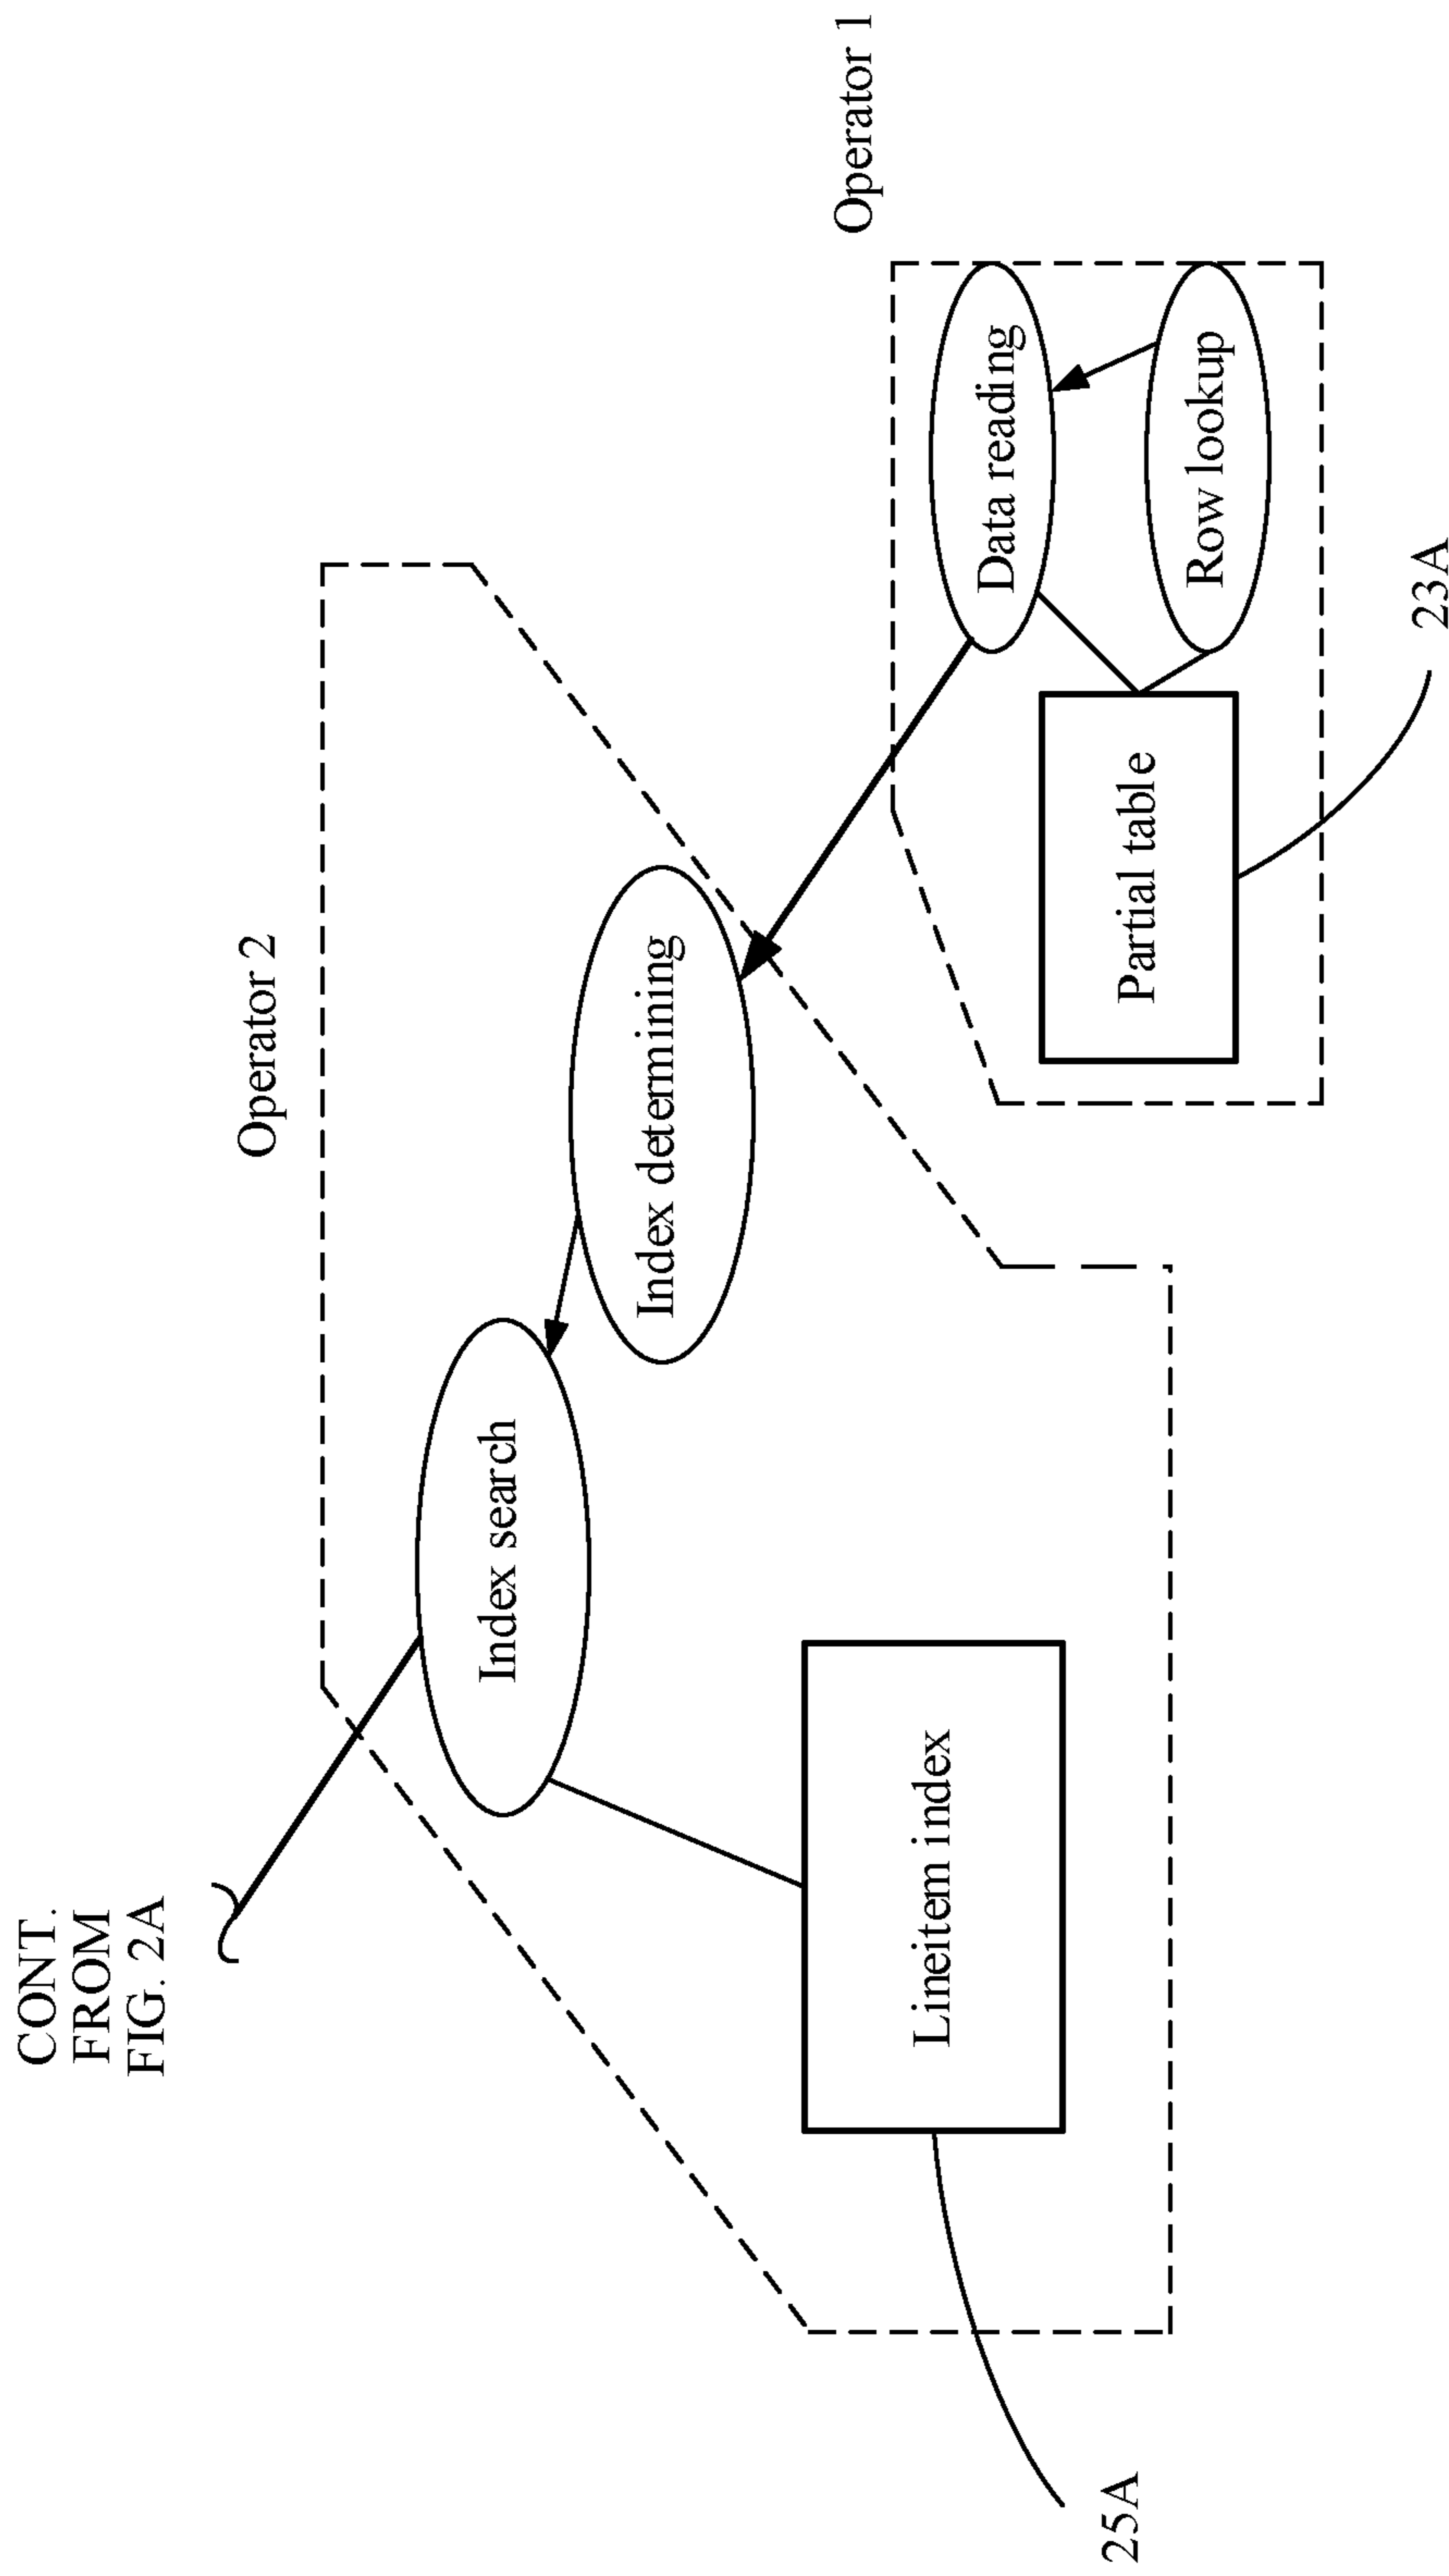 CONT.
FROM
FIG. 2A
Operator 2
Index search
Index determining
Lineitem index
25A
Operator 1
Data reading
Row lookup
Partial table
23A